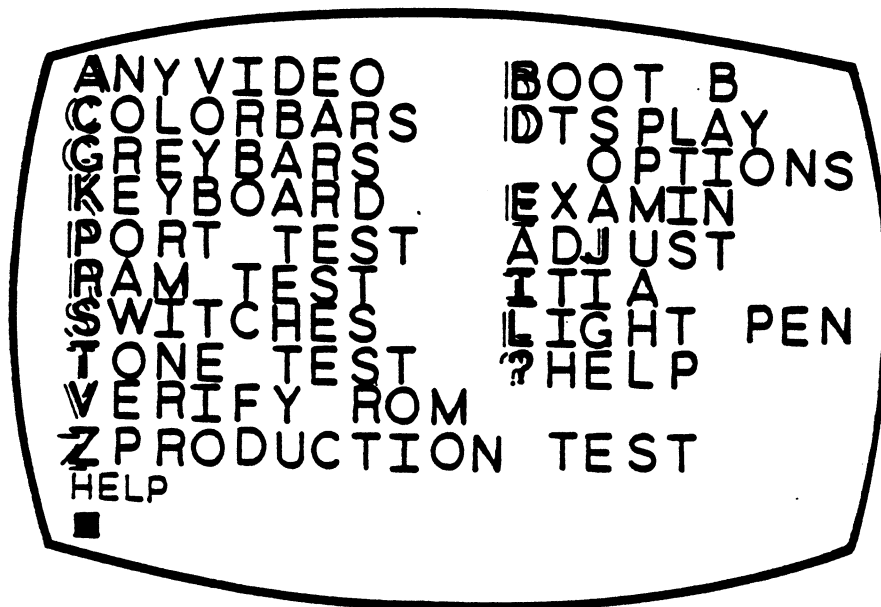 ANYVIDEO
COLORBARS
GREYBARS
KEYBOARD
PORT TEST
RAM TEST
SWITCHES
TONE TEST
VERIFY ROM
Z PRODUCTION TEST
HELP
BOOT B
DTSPLAY
OPTIONS
EXAMIN
ADJUST
ITIA
LIGHT PEN
? HELP